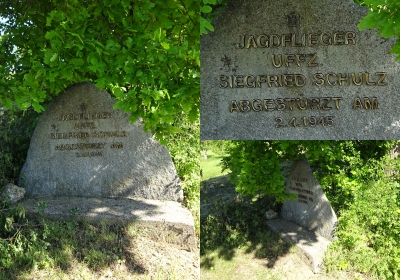 JAGDFLIEGER
UFFZ.
SIEGFRIED SCHULZ
ABGESTÜRZT AM
2.4.1945